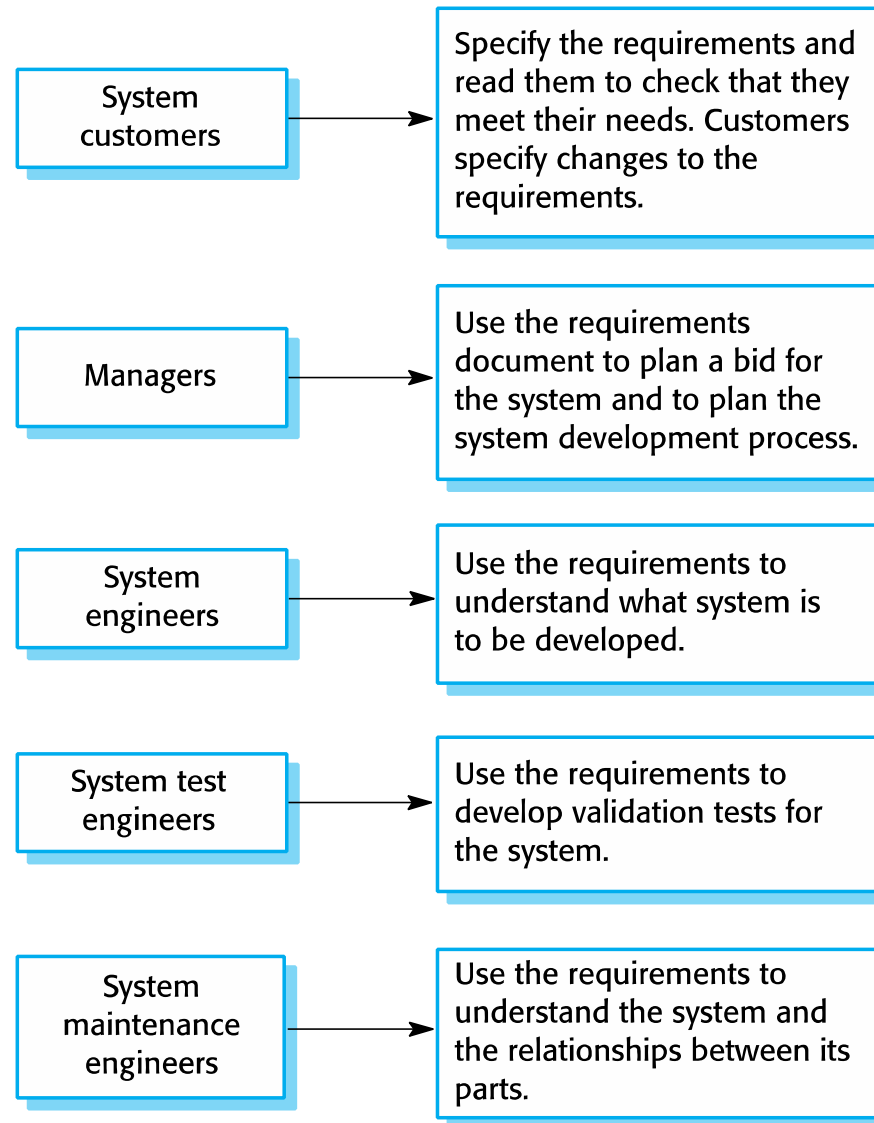 System
customers
Specify the requirements and
read them to check that they
meet their needs. Customers
specify changes to the
requirements.
Managers
Use the requirements
document to plan a bid for
the system and to plan the
system development process.
System
engineers
Use the requirements to
understand what system is
to be developed.
System test
engineers
Use the requirements to
develop validation tests for
the system.
System
maintenance
engineers
Use the requirements to
understand the system and
the relationships between its
parts.